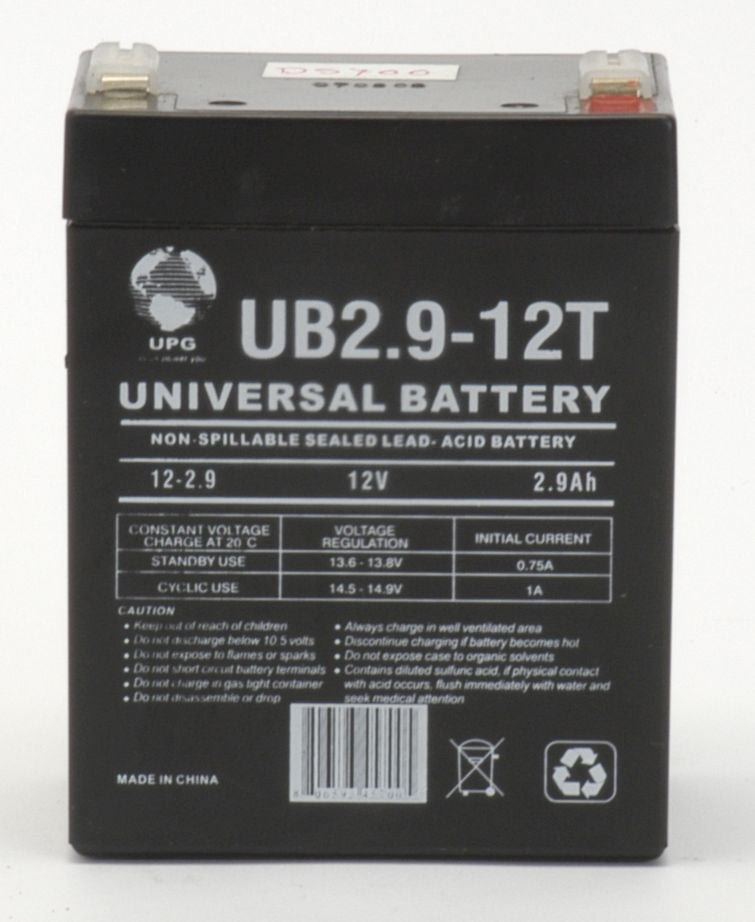 D5700
UPG
UB2.9-12T
UNIVERSAL BATTERY
NON-SPILLABLE SEALED LEAD-ACID BATTERY
12-2.9 12V 2.9Ah
CONSTANT VOLTAGE CHARGE AT 20°C VOLTAGE REGULATION INITIAL CURRENT
STANDBY USE 13.6 - 13.8V 0.75A
CYCLIC USE 14.5 - 14.9V 1A
CAUTION
• Keep out of reach of children
• Do not discharge below 10.5 volts
• Do not expose to flames or sparks
• Do not short circuit battery terminals
• Do not charge in gas tight container
• Do not disassemble or drop
• Always charge in well ventilated area
• Discontinue charging if battery becomes hot
• Do not expose case to organic solvents
• Contains diluted sulfuric acid, if physical contact
with acid occurs, flush immediately with water and
seek medical attention
MADE IN CHINA